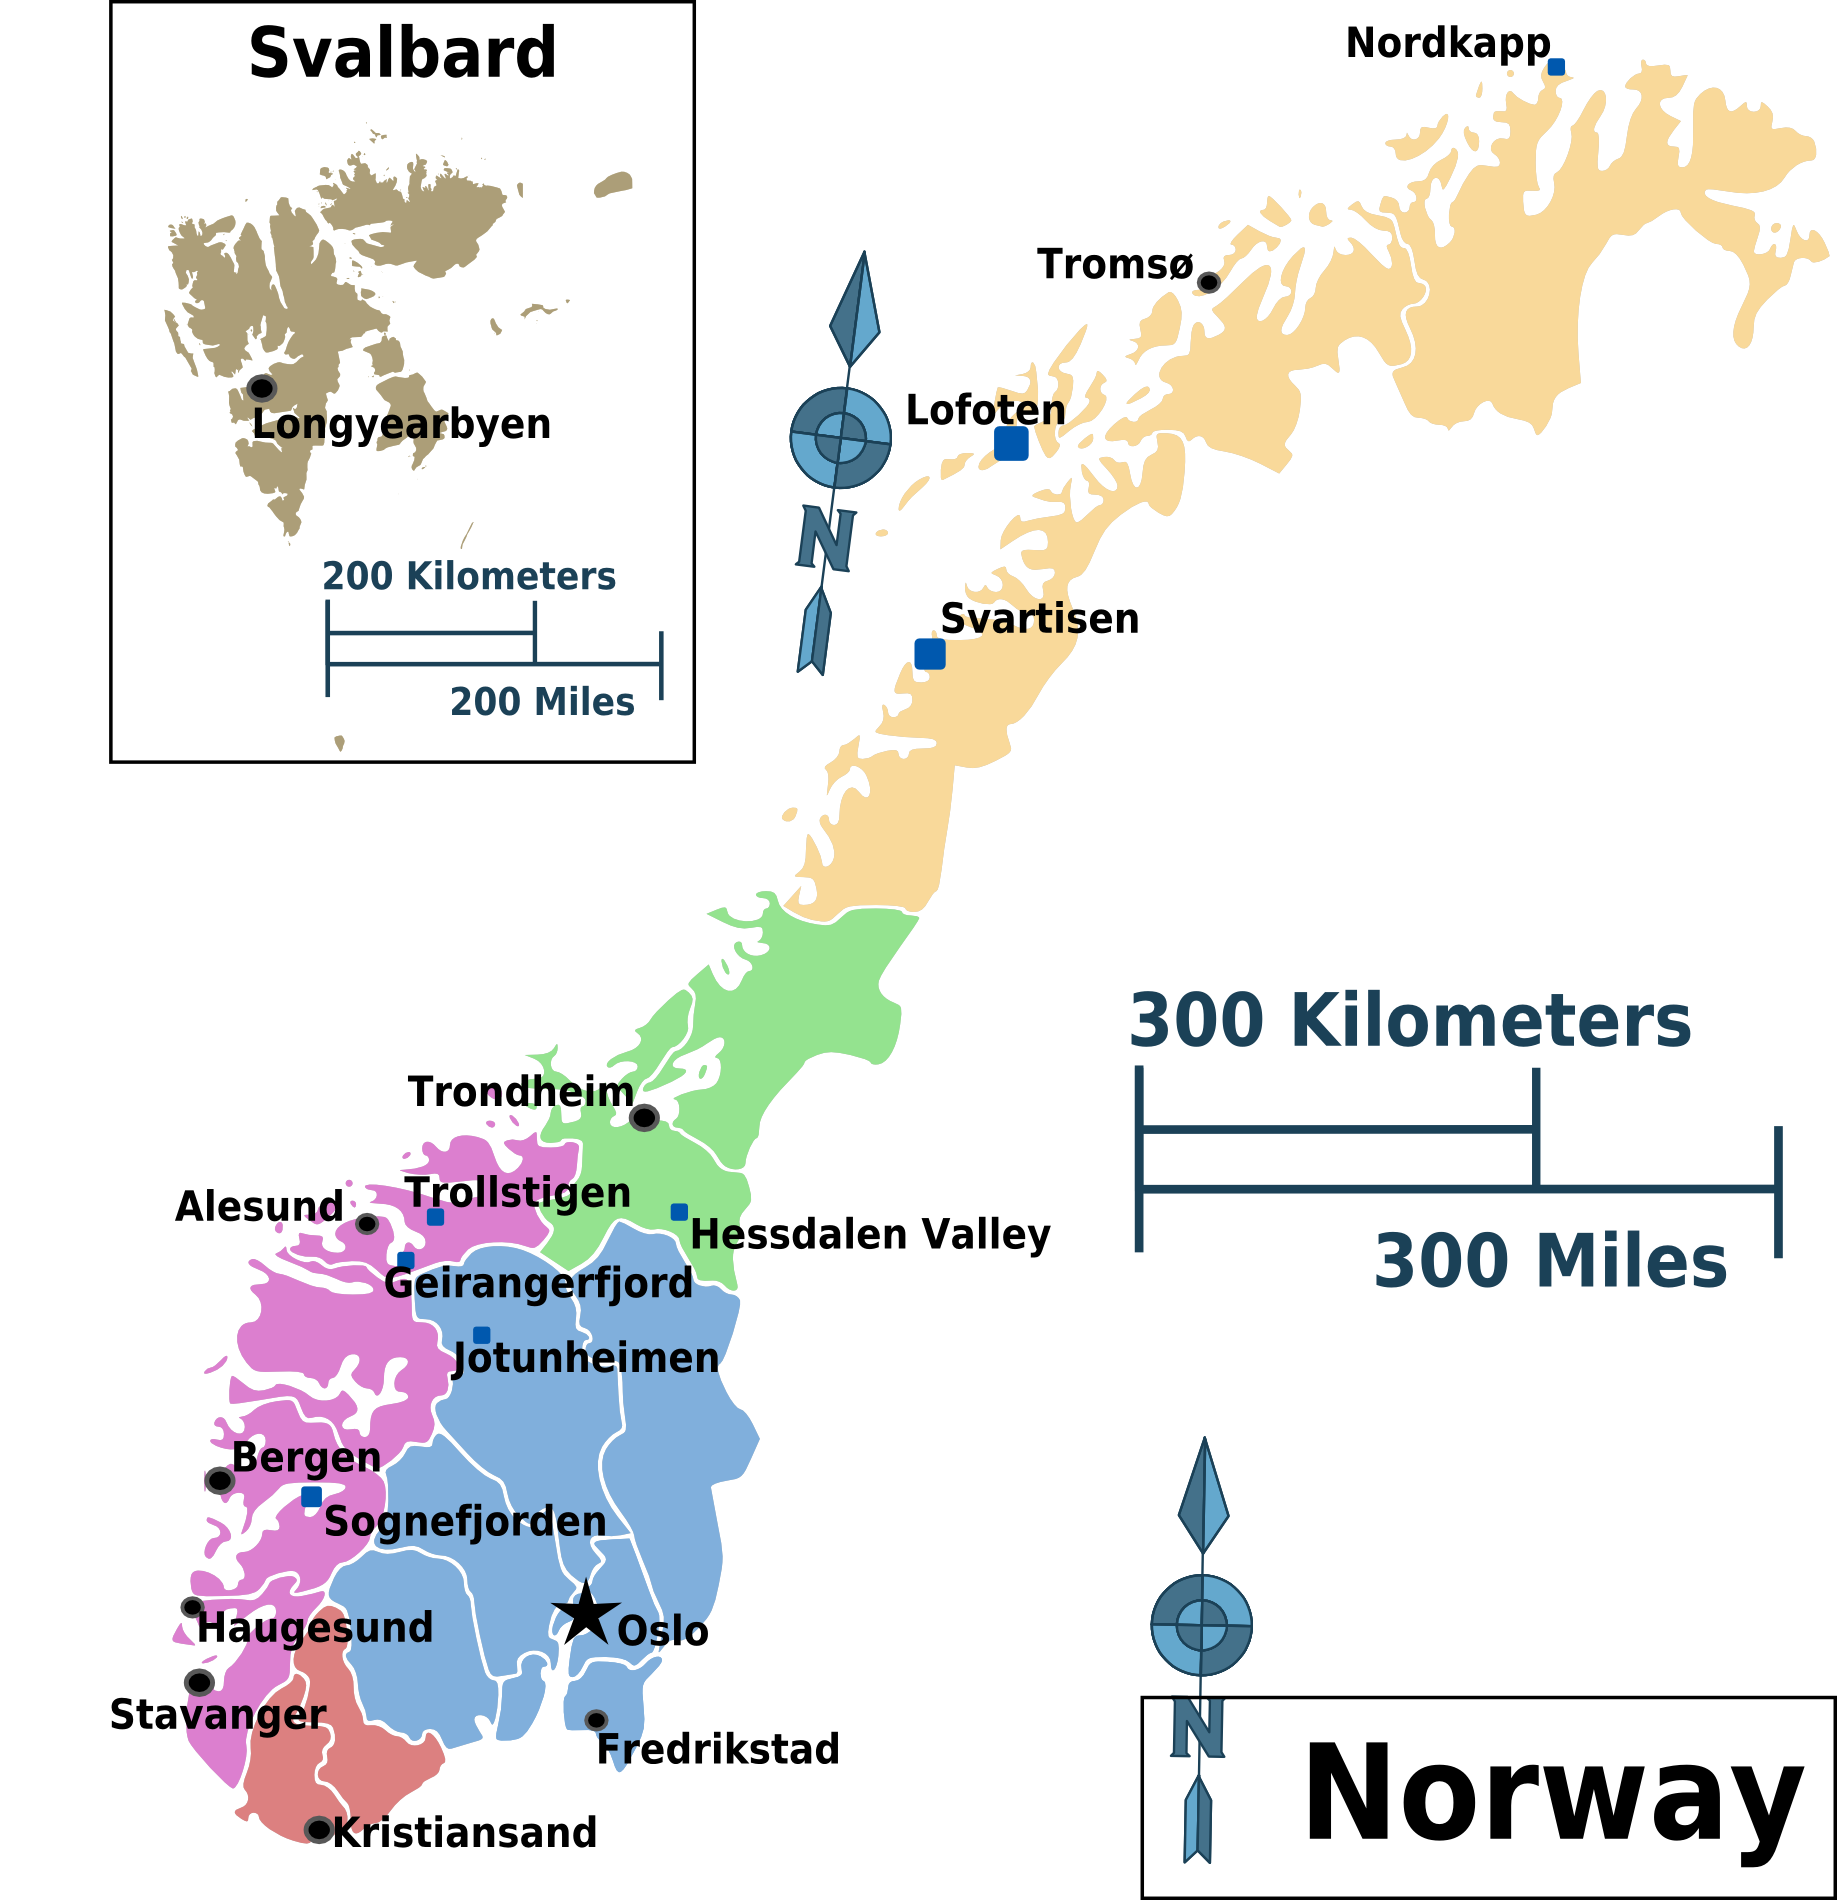 Svalbard
Nordkapp
Tromsø
Lofoten
Longyearbyen
N
200 Kilometers
Svartisen
200 Miles
300 Kilometers
Trondheim
Trollstigen
Alesund
Hessdalen Valley
300 Miles
Geirangerfjord
Jotunheimen
Bergen
Sognefjorden
Haugesund
Oslo
Stavanger
N
Fredrikstad
Norway
Kristiansand